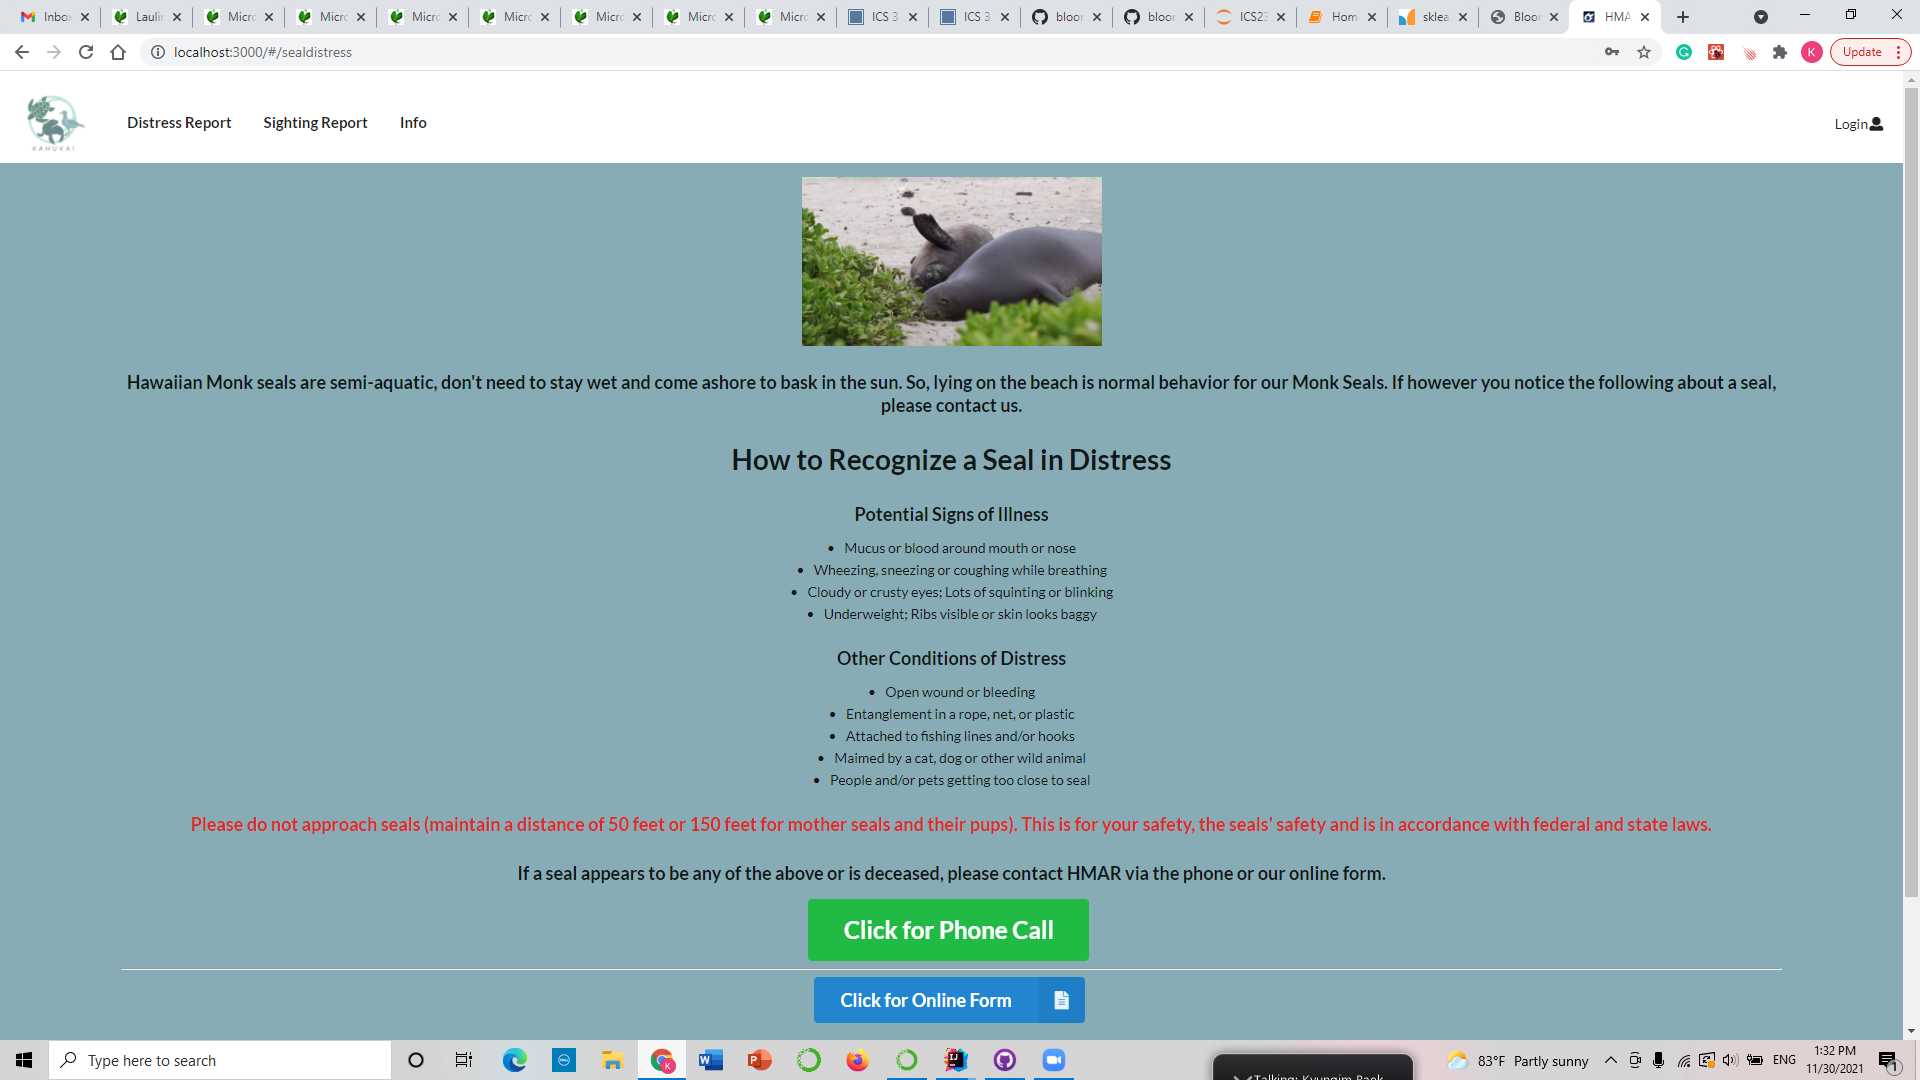 Inbox
Laulin
Micro
Micro
Micro
Micro
Micro
Micro
Micro
ICS 3
ICS 3
bloom
bloom
ICS23
Hom
sklea
Bloom
HMA
localhost:3000/#/sealdistress
K
Update
KAHUKAI
Distress Report
Sighting Report
Info
Login
Hawaiian Monk seals are semi-aquatic, don't need to stay wet and come ashore to bask in the sun. So, lying on the beach is normal behavior for our Monk Seals. If however you notice the following about a seal,
please contact us.
How to Recognize a Seal in Distress
Potential Signs of Illness
• Mucus or blood around mouth or nose
• Wheezing, sneezing or coughing while breathing
• Cloudy or crusty eyes; Lots of squinting or blinking
• Underweight; Ribs visible or skin looks baggy
Other Conditions of Distress
• Open wound or bleeding
• Entanglement in a rope, net, or plastic
• Attached to fishing lines and/or hooks
• Maimed by a cat, dog or other wild animal
• People and/or pets getting too close to seal
Please do not approach seals (maintain a distance of 50 feet or 150 feet for mother seals and their pups). This is for your safety, the seals' safety and is in accordance with federal and state laws.
If a seal appears to be any of the above or is deceased, please contact HMAR via the phone or our online form.
Click for Phone Call
Click for Online Form
Type here to search
Talking: Kyungim Paek
83°F Partly sunny
ENG
1:32 PM
11/30/2021
1